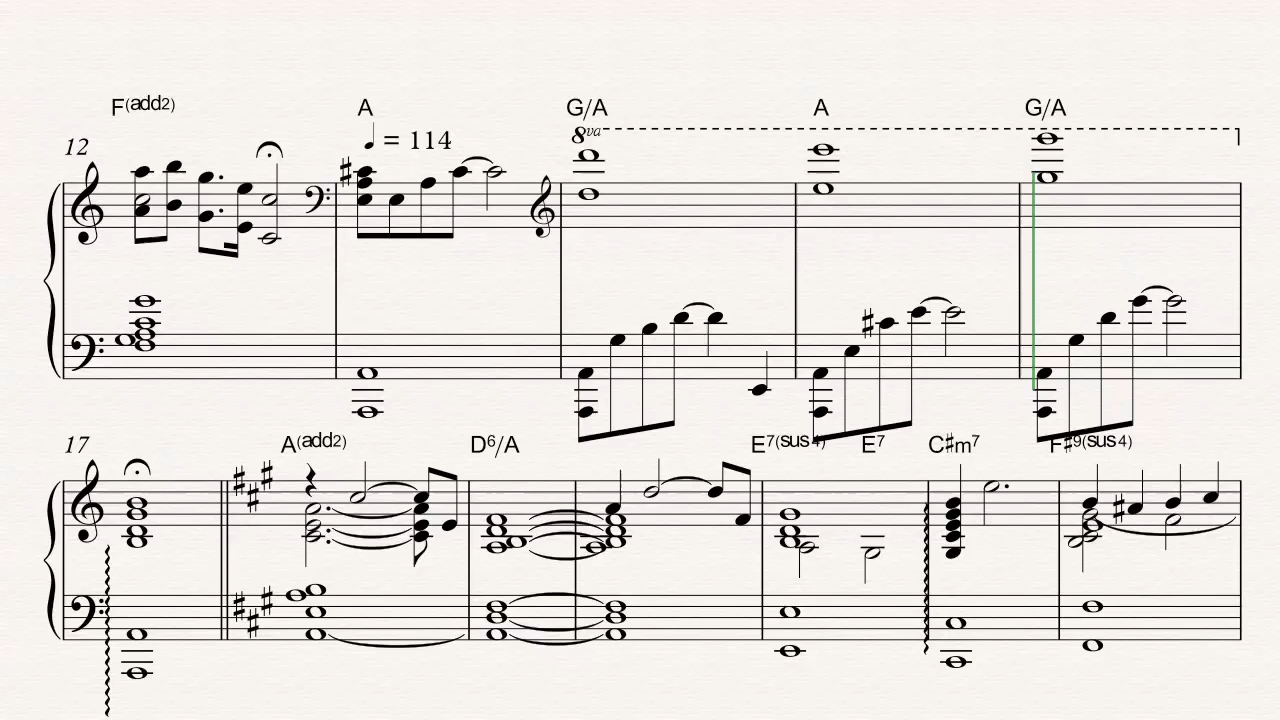 F(add2) A G/A A G/A
12 ♩ = 114 8va
A(add2) D6/A E7(sus4) E7 C♯m7 F♯9(sus4)
17